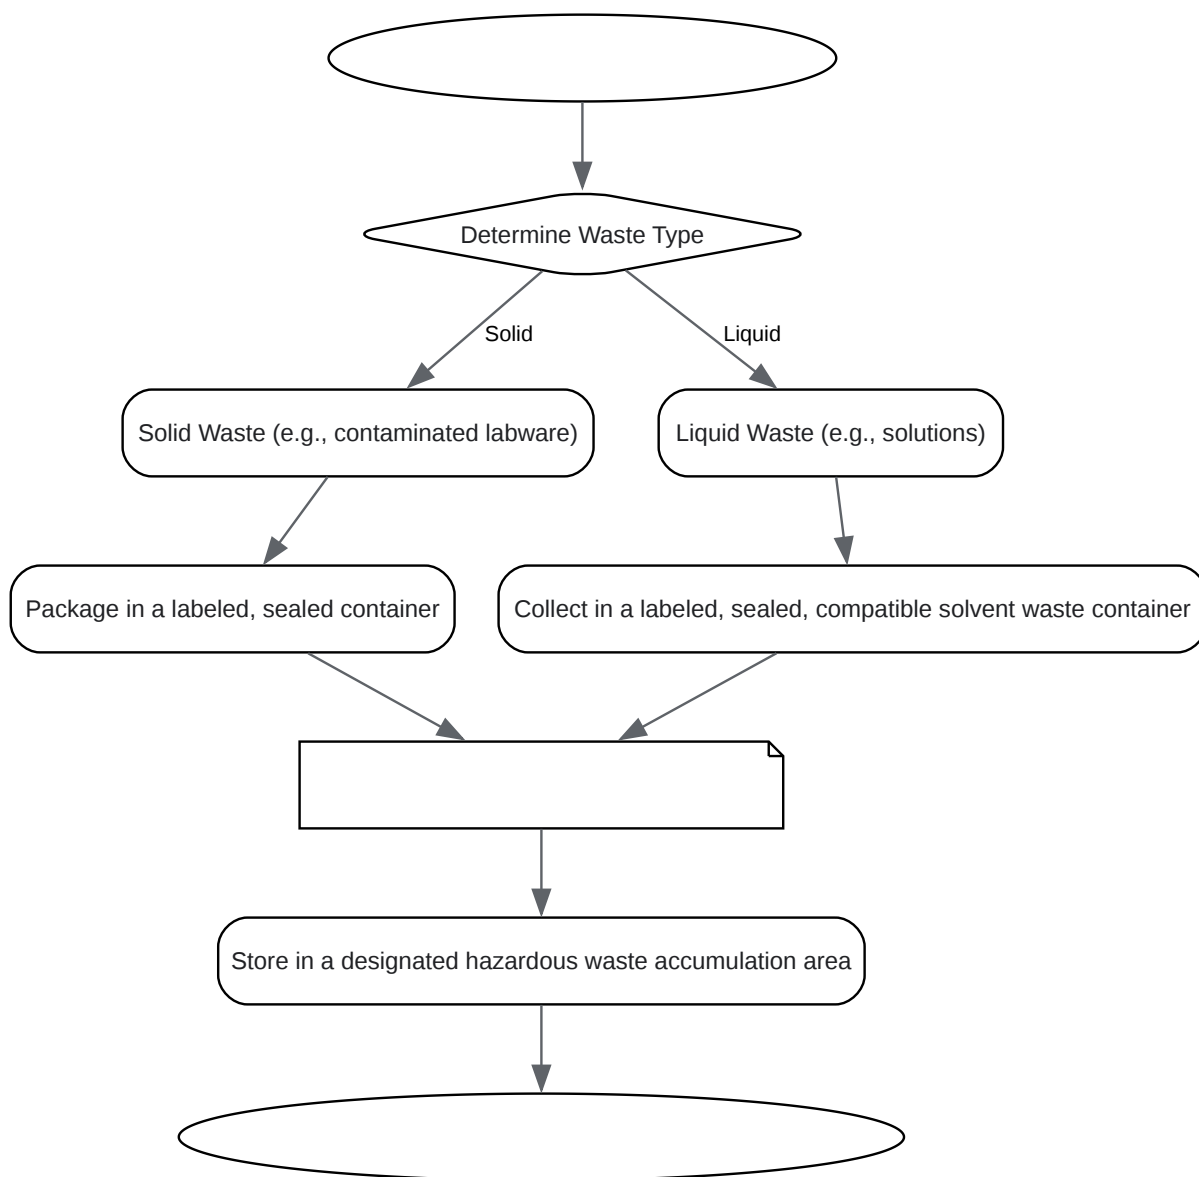 Determine Waste Type
Solid
Liquid
Solid Waste (e.g., contaminated labware)
Liquid Waste (e.g., solutions)
Package in a labeled, sealed container
Collect in a labeled, sealed, compatible solvent waste container
Store in a designated hazardous waste accumulation area